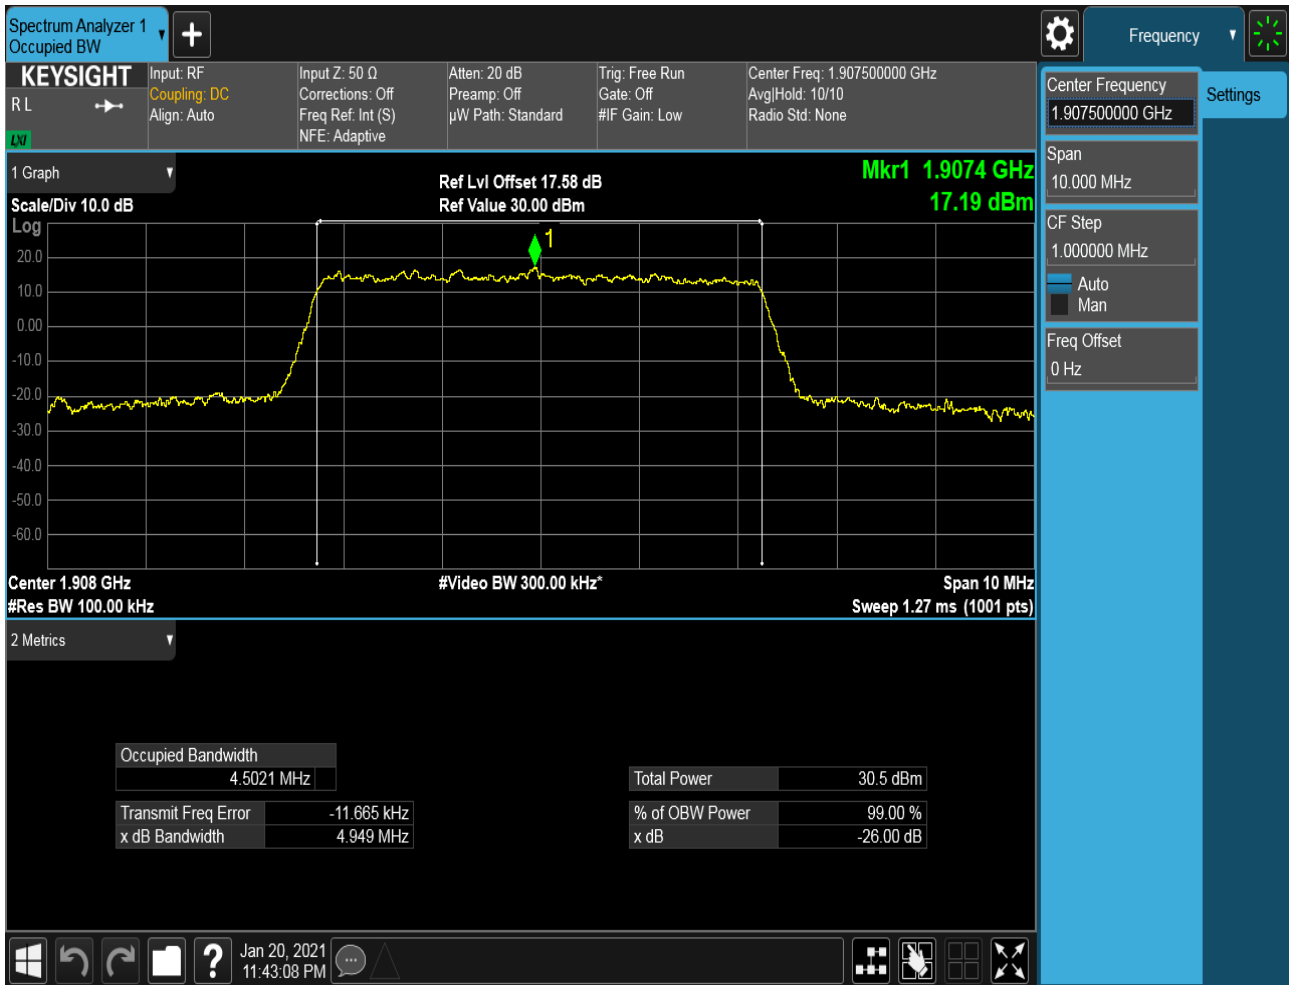 Spectrum Analyzer 1
Occupied BW
Frequency
KEYSIGHT
R L
LXI
Input: RF
Coupling: DC
Align: Auto
Input Z: 50 Ω
Corrections: Off
Freq Ref: Int (S)
NFE: Adaptive
Atten: 20 dB
Preamp: Off
µW Path: Standard
Trig: Free Run
Gate: Off
#IF Gain: Low
Center Freq: 1.907500000 GHz
Avg|Hold: 10/10
Radio Std: None
Center Frequency
1.907500000 GHz
Settings
Span
10.000 MHz
CF Step
1.000000 MHz
Auto
Man
Freq Offset
0 Hz
1 Graph
Scale/Div 10.0 dB
Ref Lvl Offset 17.58 dB
Ref Value 30.00 dBm
Mkr1 1.9074 GHz
17.19 dBm
Log
1
20.0
10.0
0.00
-10.0
-20.0
-30.0
-40.0
-50.0
-60.0
Center 1.908 GHz
#Video BW 300.00 kHz*
Span 10 MHz
#Res BW 100.00 kHz
Sweep 1.27 ms (1001 pts)
2 Metrics
Occupied Bandwidth
4.5021 MHz
Transmit Freq Error -11.665 kHz
x dB Bandwidth 4.949 MHz
Total Power 30.5 dBm
% of OBW Power 99.00 %
x dB -26.00 dB
?
Jan 20, 2021
11:43:08 PM